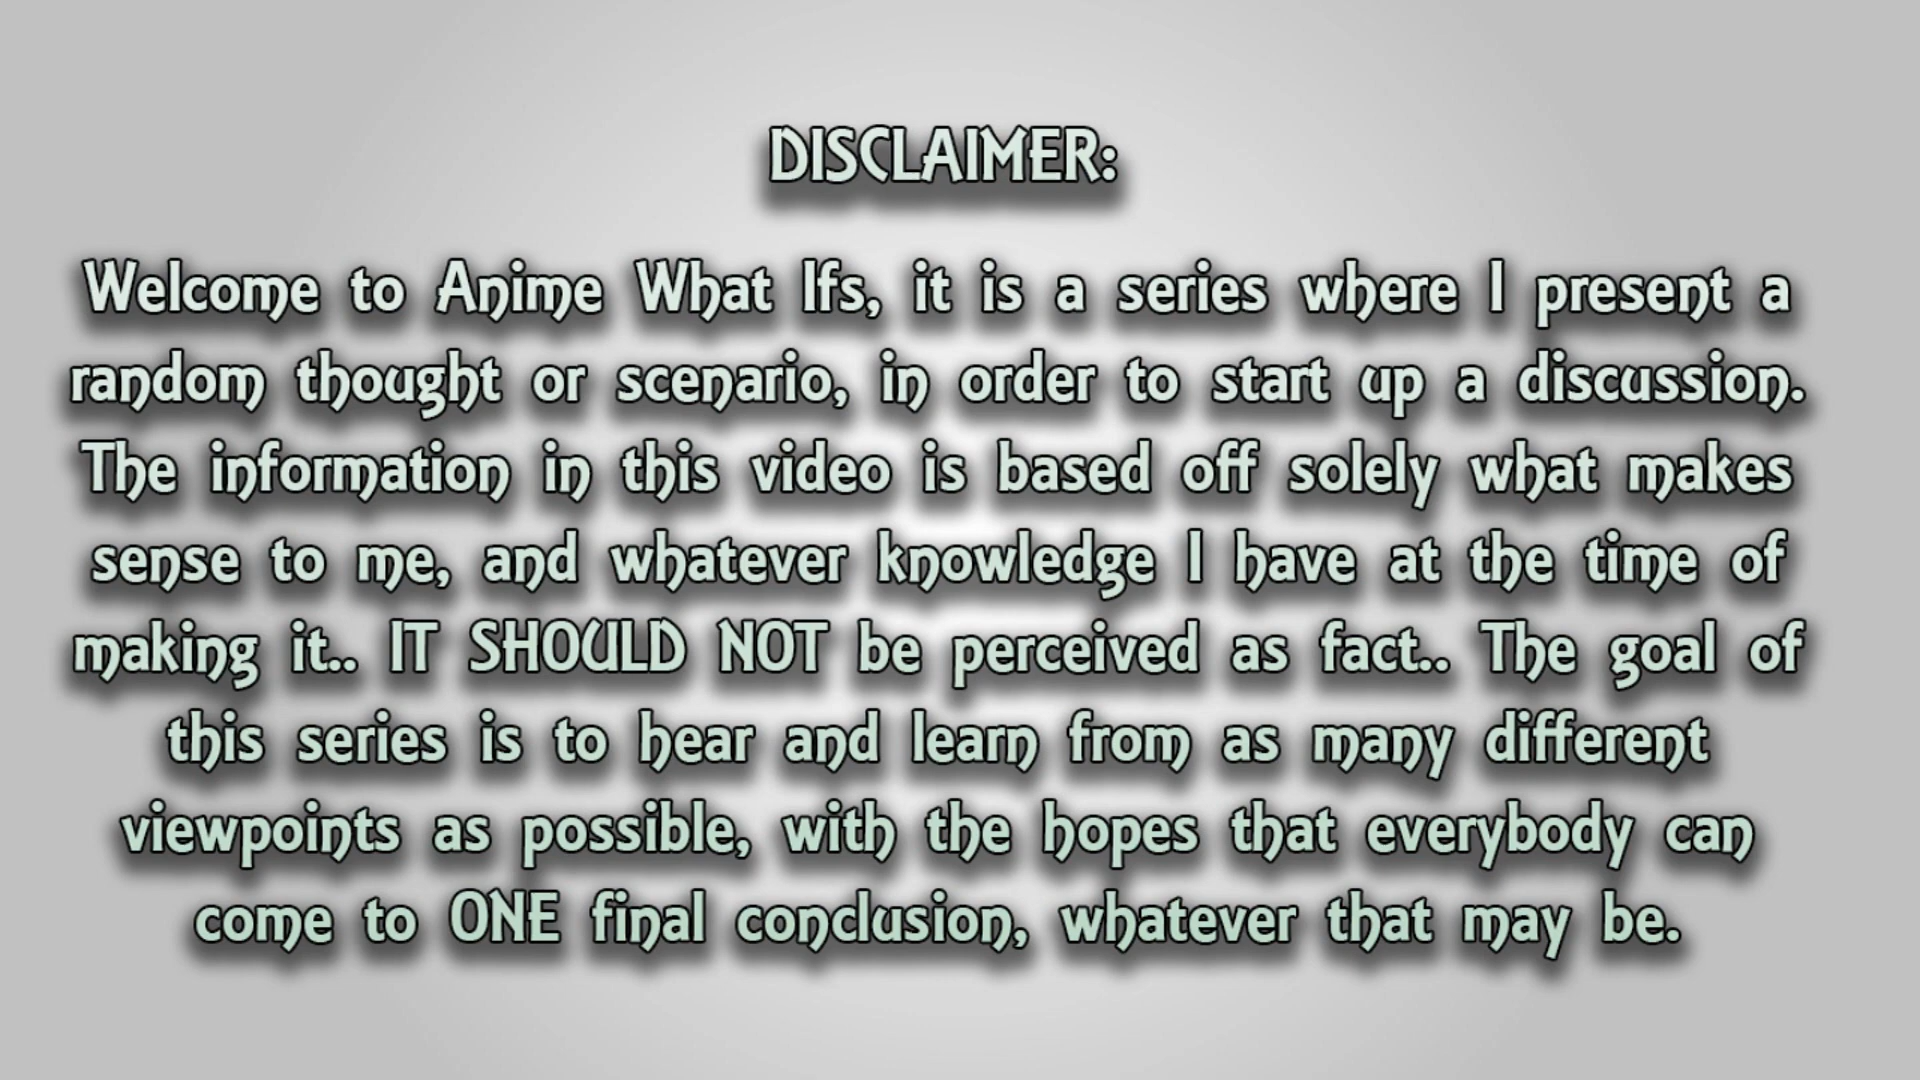 DISCLAIMER:
Welcome to Anime What Ifs, it is a series where I present a
random thought or scenario, in order to start up a discussion.
The information in this video is based off solely what makes
sense to me, and whatever knowledge I have at the time of
making it.. IT SHOULD NOT be perceived as fact.. The goal of
this series is to hear and learn from as many different
viewpoints as possible, with the hopes that everybody can
come to ONE final conclusion, whatever that may be.